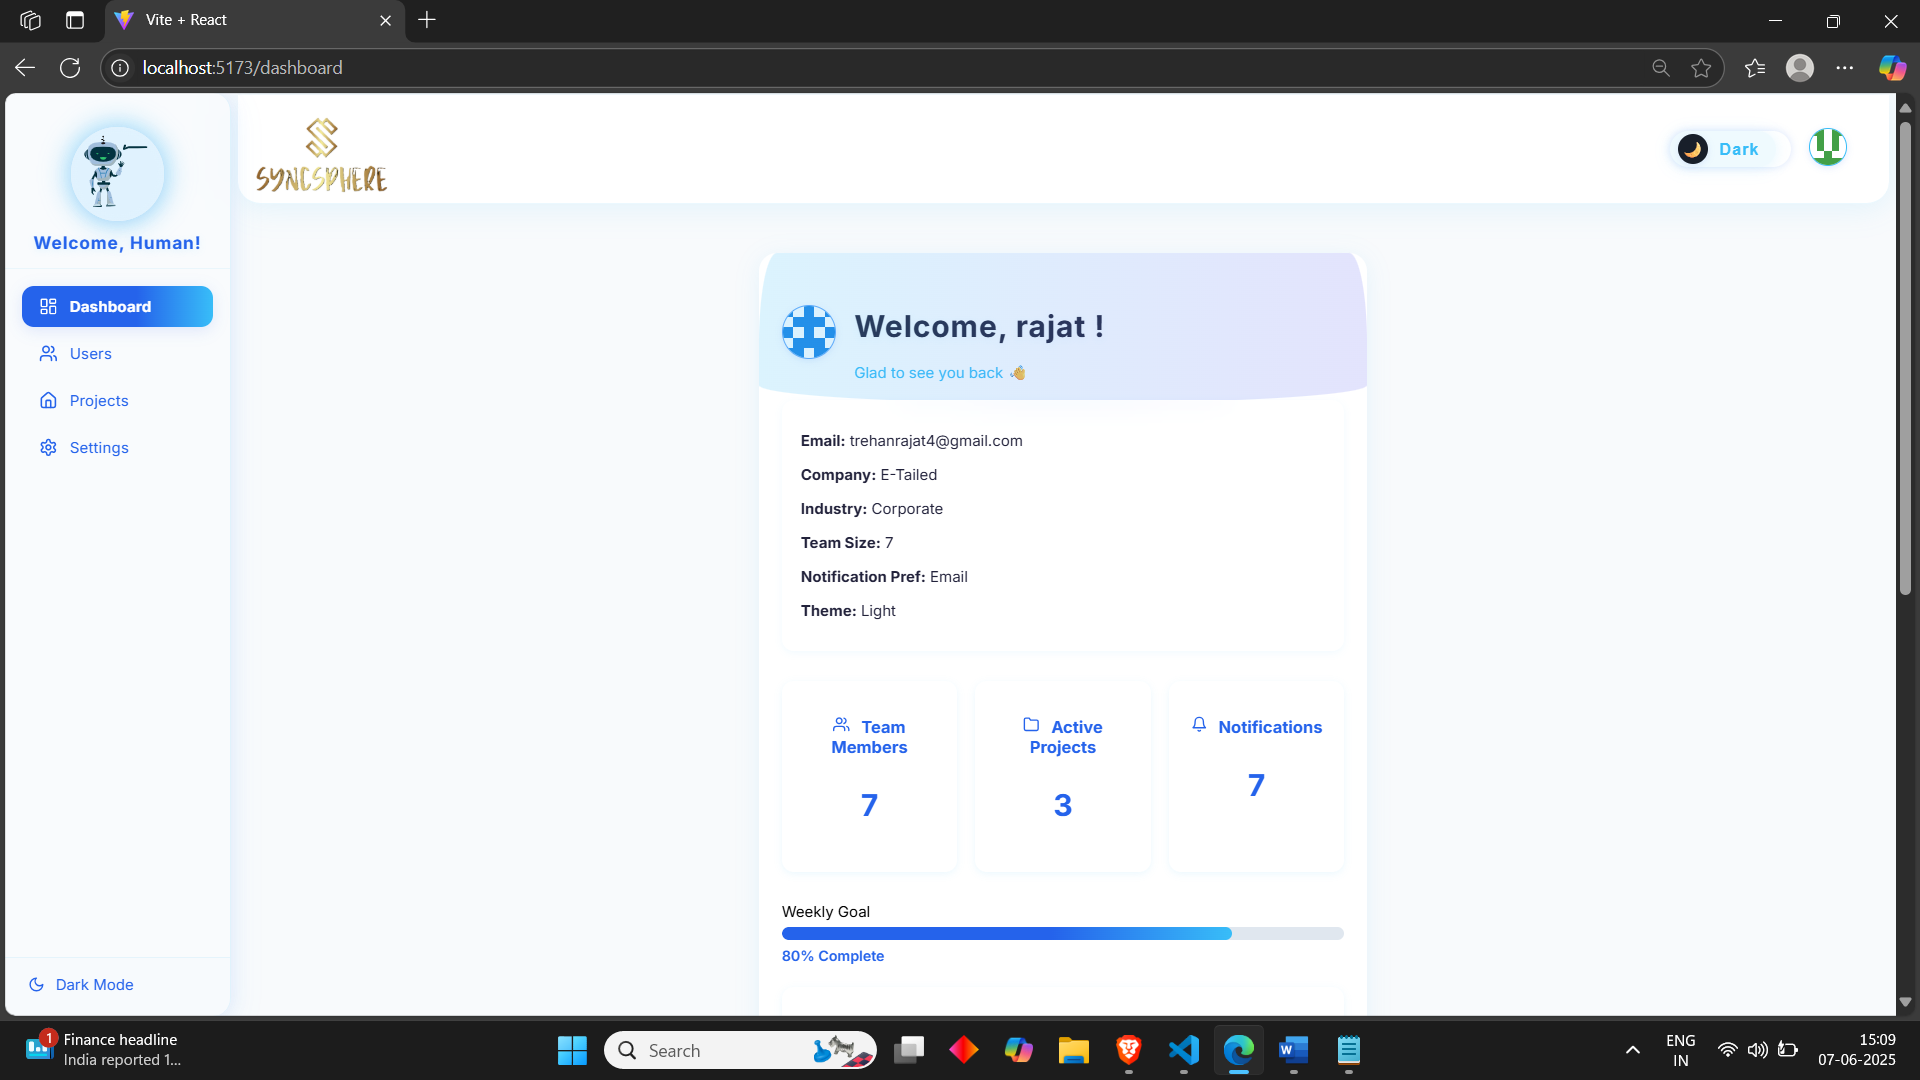 Vite + React
localhost:5173/dashboard
Welcome, Human!
Dashboard
Users
Projects
Settings
Dark Mode
SYNCSPHERE
Dark
Welcome, rajat !
Glad to see you back 👋
Email: trehanrajat4@gmail.com
Company: E-Tailed
Industry: Corporate
Team Size: 7
Notification Pref: Email
Theme: Light
Team
Members
7
Active
Projects
3
Notifications
7
Weekly Goal
80% Complete
1
Finance headline
India reported 1...
Search
W
ENG
IN
15:09
07-06-2025